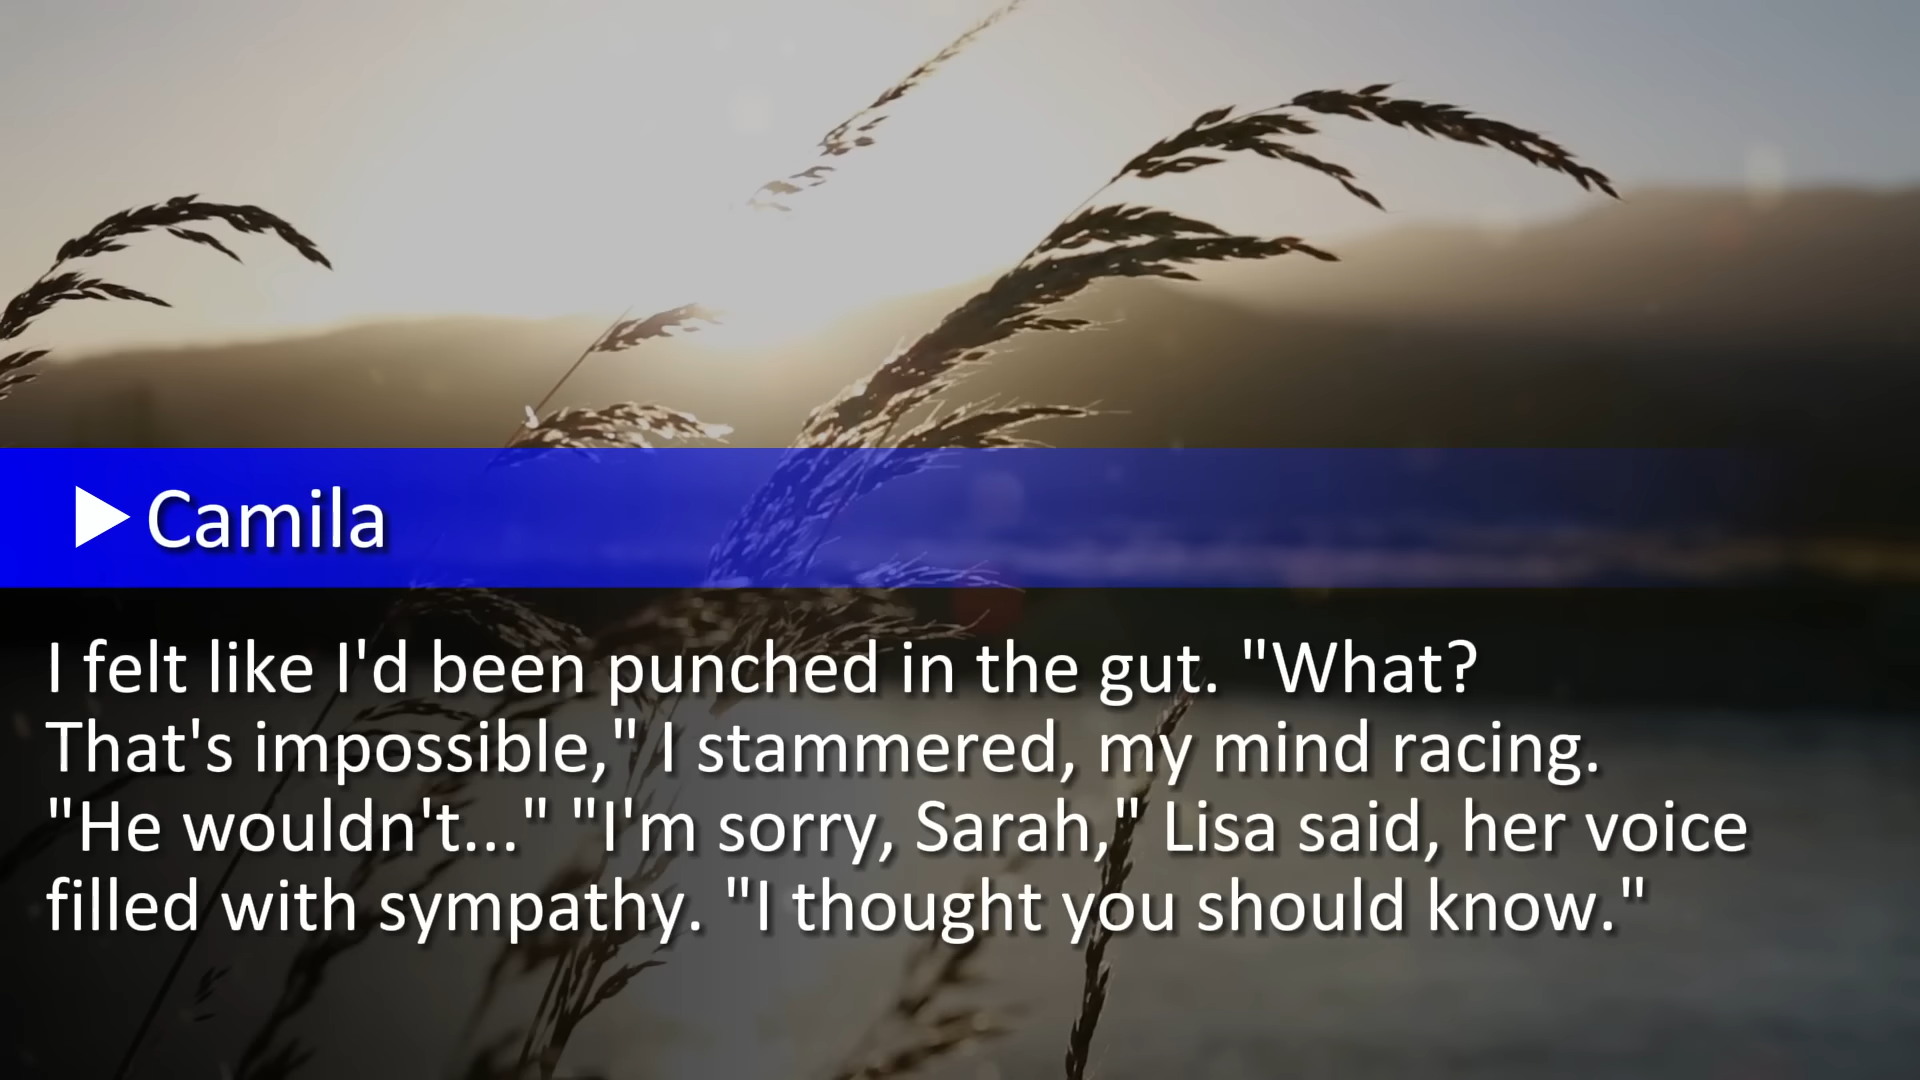 Camila
I felt like I'd been punched in the gut. "What?
That's impossible," I stammered, my mind racing.
"He wouldn't..." "I'm sorry, Sarah," Lisa said, her voice
filled with sympathy. "I thought you should know."